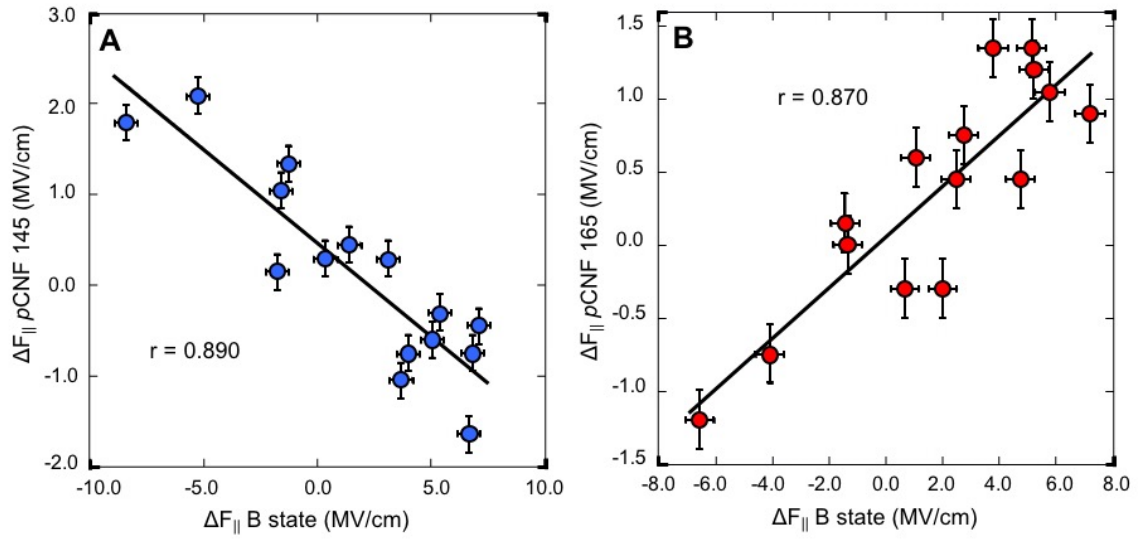 A
3.0
2.0
1.0
0.0
-1.0
-2.0
-10.0 -5.0 0.0 5.0 10.0
r = 0.890
ΔF|| pCNF 145 (MV/cm)
ΔF|| B state (MV/cm)
B
1.5
1.0
0.5
0.0
-0.5
-1.0
-1.5
-8.0 -6.0 -4.0 -2.0 0.0 2.0 4.0 6.0 8.0
r = 0.870
ΔF|| pCNF 165 (MV/cm)
ΔF|| B state (MV/cm)